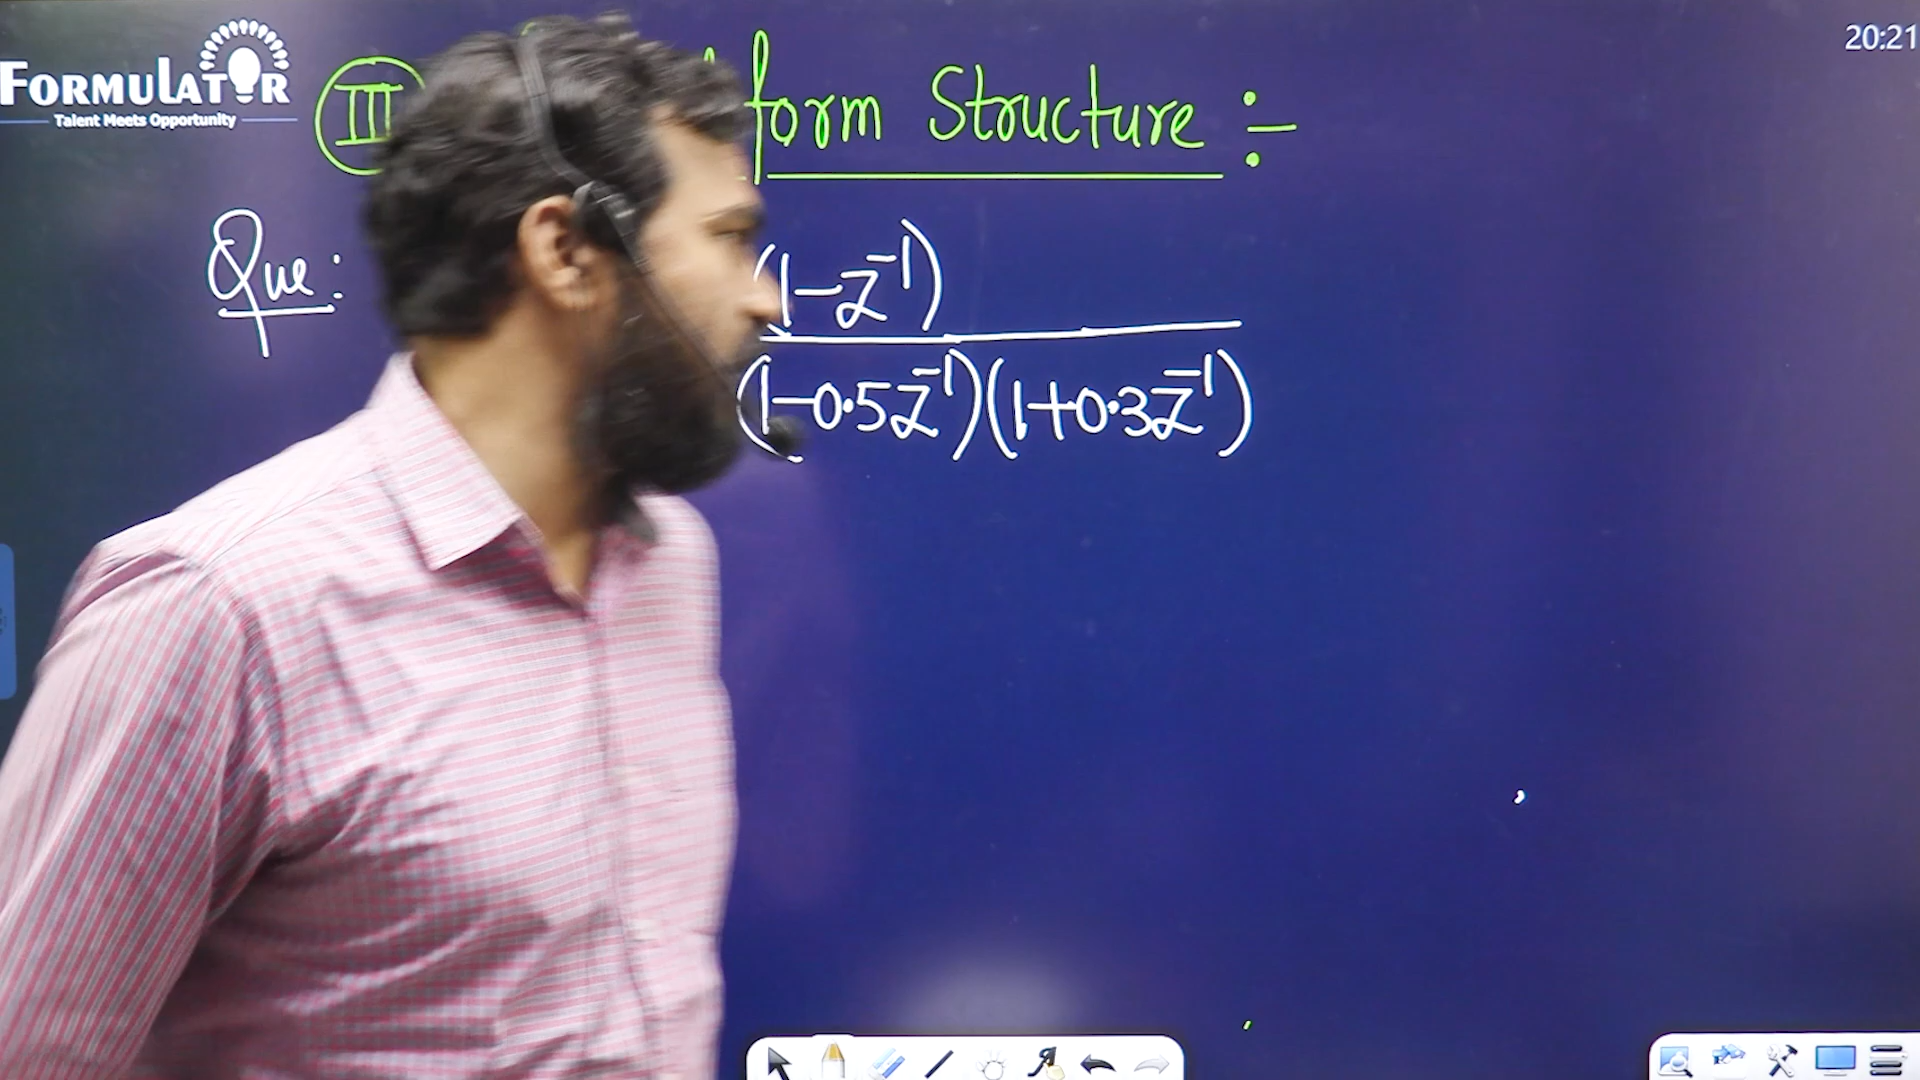 FORMULATOR
Talent Meets Opportunity
20:21
III form Structure :-
Que:
(1-z⁻¹)
(1-0.5z⁻¹)(1+0.3z⁻¹)